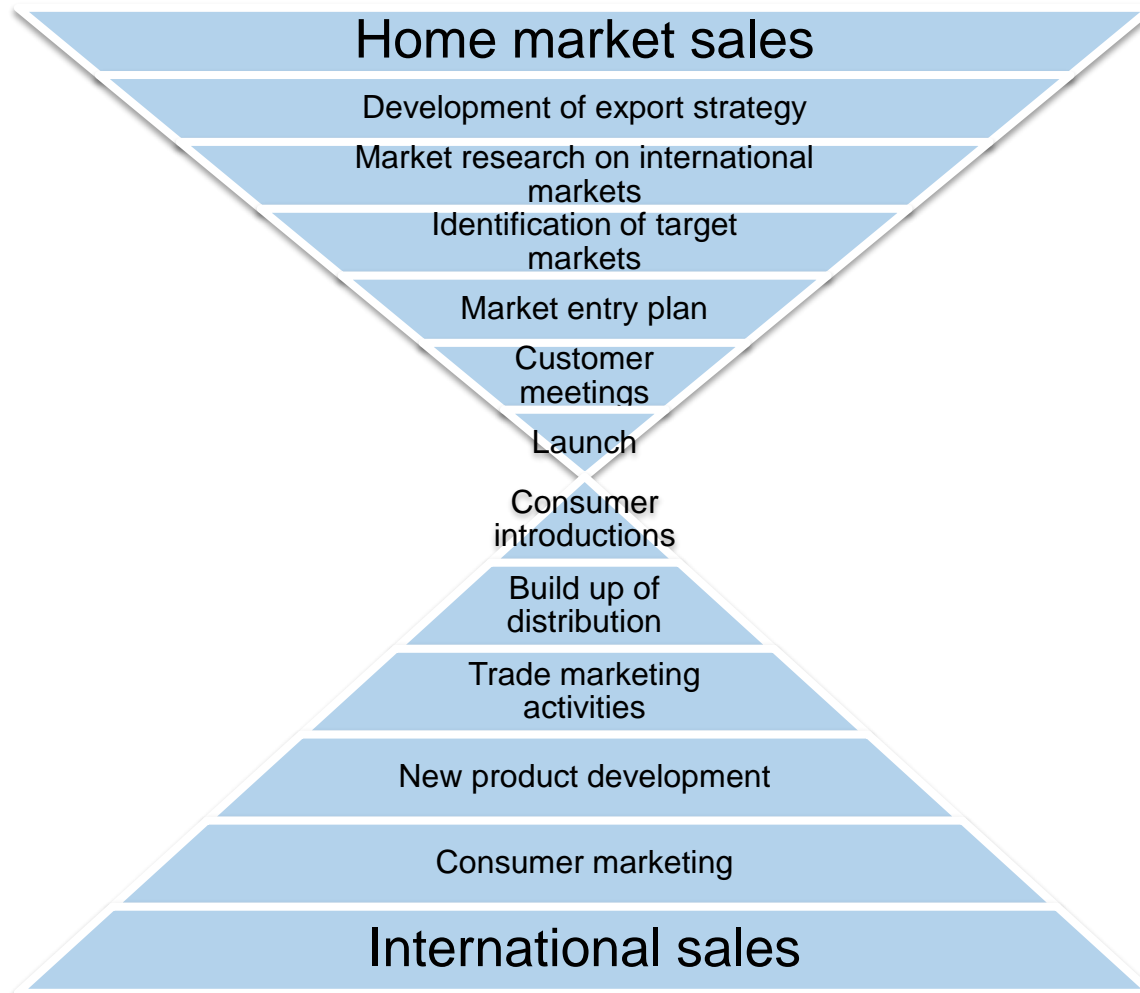 Home market sales
Development of export strategy
Market research on international
markets
Identification of target
markets
Market entry plan
Customer
meetings
Launch
Consumer
introductions
Build up of
distribution
Trade marketing
activities
New product development
Consumer marketing
International sales